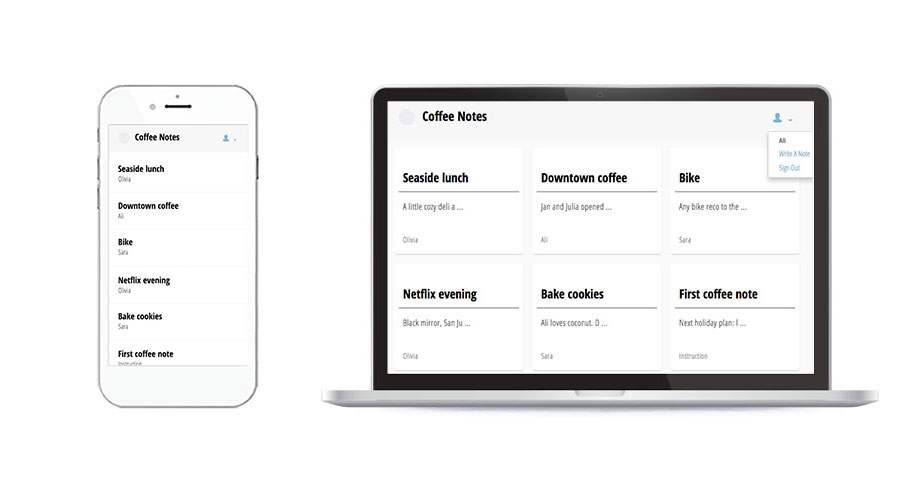 Coffee Notes
Seaside lunch
Olivia
Downtown coffee
Ali
Bike
Sara
Netflix evening
Olivia
Bake cookies
Sara
First coffee note
Instruction
Coffee Notes
Ali
Write A Note
Sign Out
Seaside lunch
A little cozy deli a ...
Olivia
Downtown coffee
Jan and Julia opened ...
Ali
Bike
Any bike reco to the ...
Sara
Netflix evening
Black mirror, San Ju ...
Olivia
Bake cookies
Ali loves coconut. D ...
Sara
First coffee note
Next holiday plan: I ...
Instruction